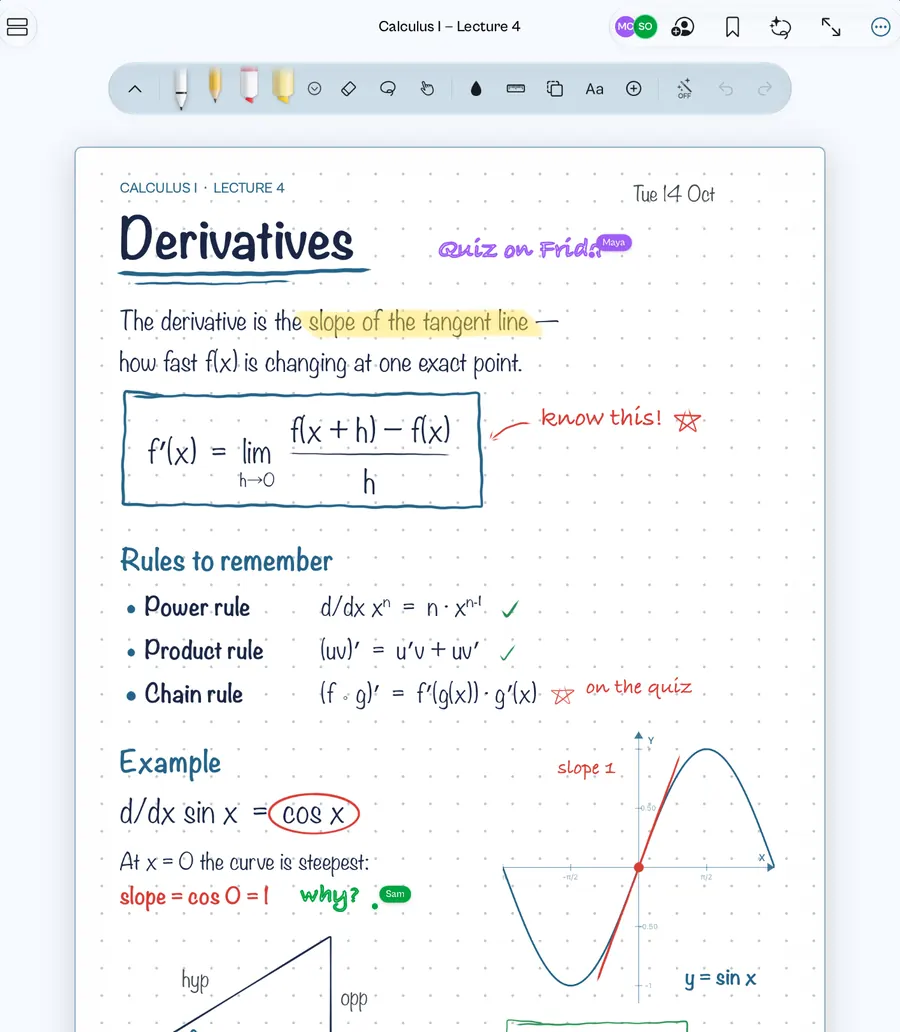 Calculus I – Lecture 4
MC SO
Aa
OFF
CALCULUS I · LECTURE 4
Tue 14 Oct
Derivatives
Quiz on Frida
Maya
The derivative is the slope of the tangent line —
how fast f(x) is changing at one exact point.
f′(x) = lim h→0 f(x + h) – f(x) / h
know this!
Rules to remember
• Power rule d/dx xⁿ = n · xⁿ⁻¹ ✓
• Product rule (uv)′ = u′v + uv′ ✓
• Chain rule (f ∘ g)′ = f′(g(x)) · g′(x) on the quiz
Example
d/dx sin x = cos x
At x = 0 the curve is steepest:
slope = cos 0 = 1
why?
Sam
Y
slope 1
0.50
X
-π/2
π/2
-0.50
-1
y = sin x
hyp
opp